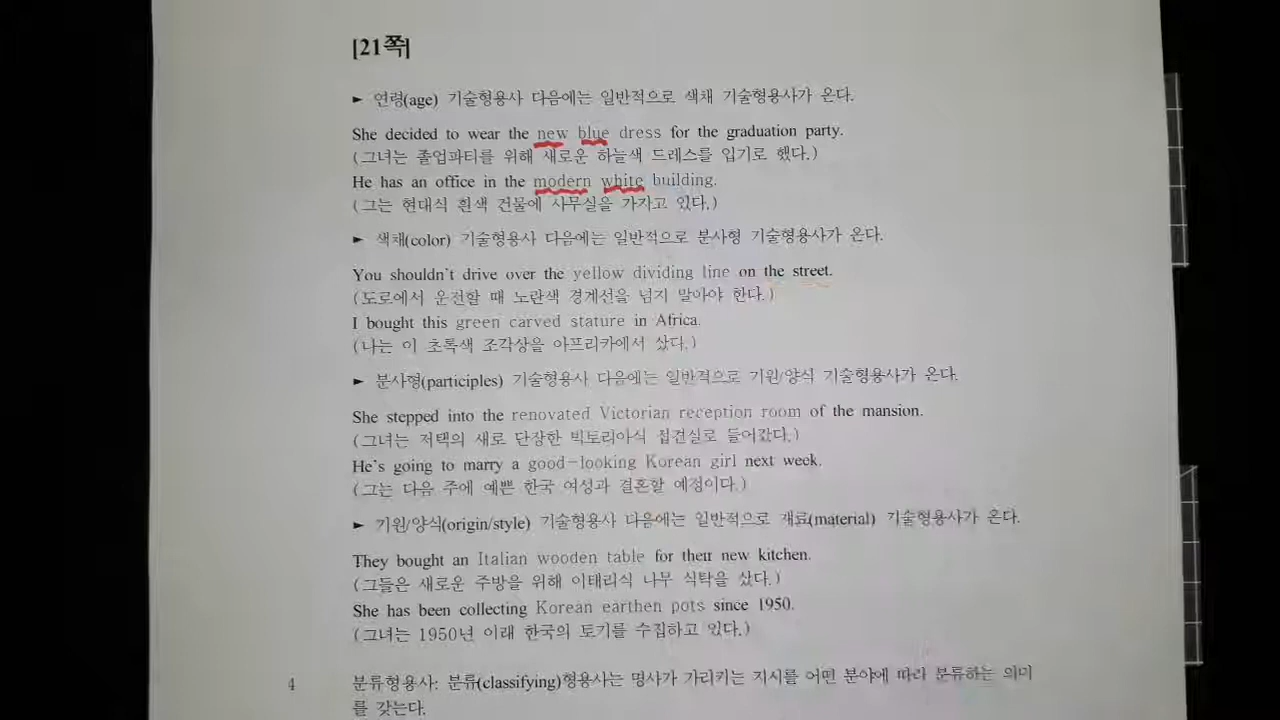 [21쪽]
► 연령(age) 기술형용사 다음에는 일반적으로 색채 기술형용사가 온다.
She decided to wear the new blue dress for the graduation party.
(그녀는 졸업파티를 위해 새로운 하늘색 드레스를 입기로 했다.)
He has an office in the modern white building.
(그는 현대식 흰색 건물에 사무실을 가지고 있다.)
► 색채(color) 기술형용사 다음에는 일반적으로 분사형 기술형용사가 온다.
You shouldn't drive over the yellow dividing line on the street.
(도로에서 운전할 때 노란색 경계선을 넘지 말아야 한다.)
I bought this green carved stature in Africa.
(나는 이 초록색 조각상을 아프리카에서 샀다.)
► 분사형(participles) 기술형용사 다음에는 일반적으로 기원/양식 기술형용사가 온다.
She stepped into the renovated Victorian reception room of the mansion.
(그녀는 저택의 새로 단장한 빅토리아식 접견실로 들어갔다.)
He's going to marry a good-looking Korean girl next week.
(그는 다음 주에 예쁜 한국 여성과 결혼할 예정이다.)
► 기원/양식(origin/style) 기술형용사 다음에는 일반적으로 재료(material) 기술형용사가 온다.
They bought an Italian wooden table for their new kitchen.
(그들은 새로운 주방을 위해 이태리식 나무 식탁을 샀다.)
She has been collecting Korean earthen pots since 1950.
(그녀는 1950년 이래 한국의 토기를 수집하고 있다.)
4 분류형용사: 분류(classifying)형용사는 명사가 가리키는 지시를 어떤 분야에 따라 분류하는 의미
를 갖는다.